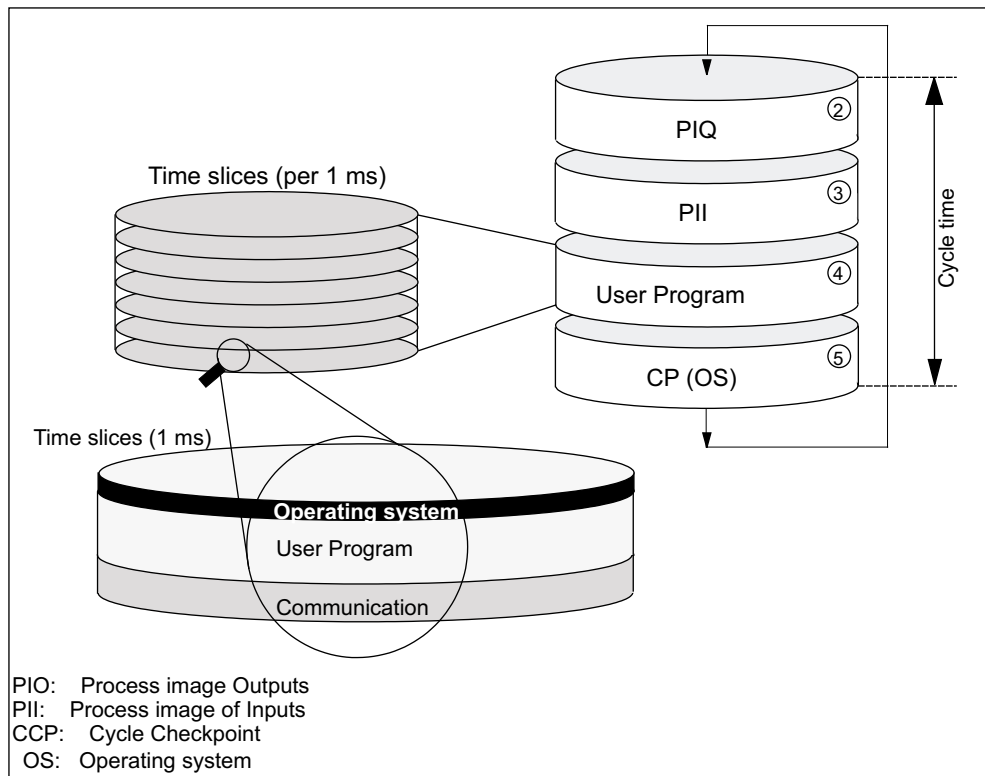 ②
PIQ
③
PII
Time slices (per 1 ms)
④
User Program
⑤
CP (OS)
Cycle time
Time slices (1 ms)
Operating system
User Program
Communication
PIO: Process image Outputs
PII: Process image of Inputs
CCP: Cycle Checkpoint
OS: Operating system